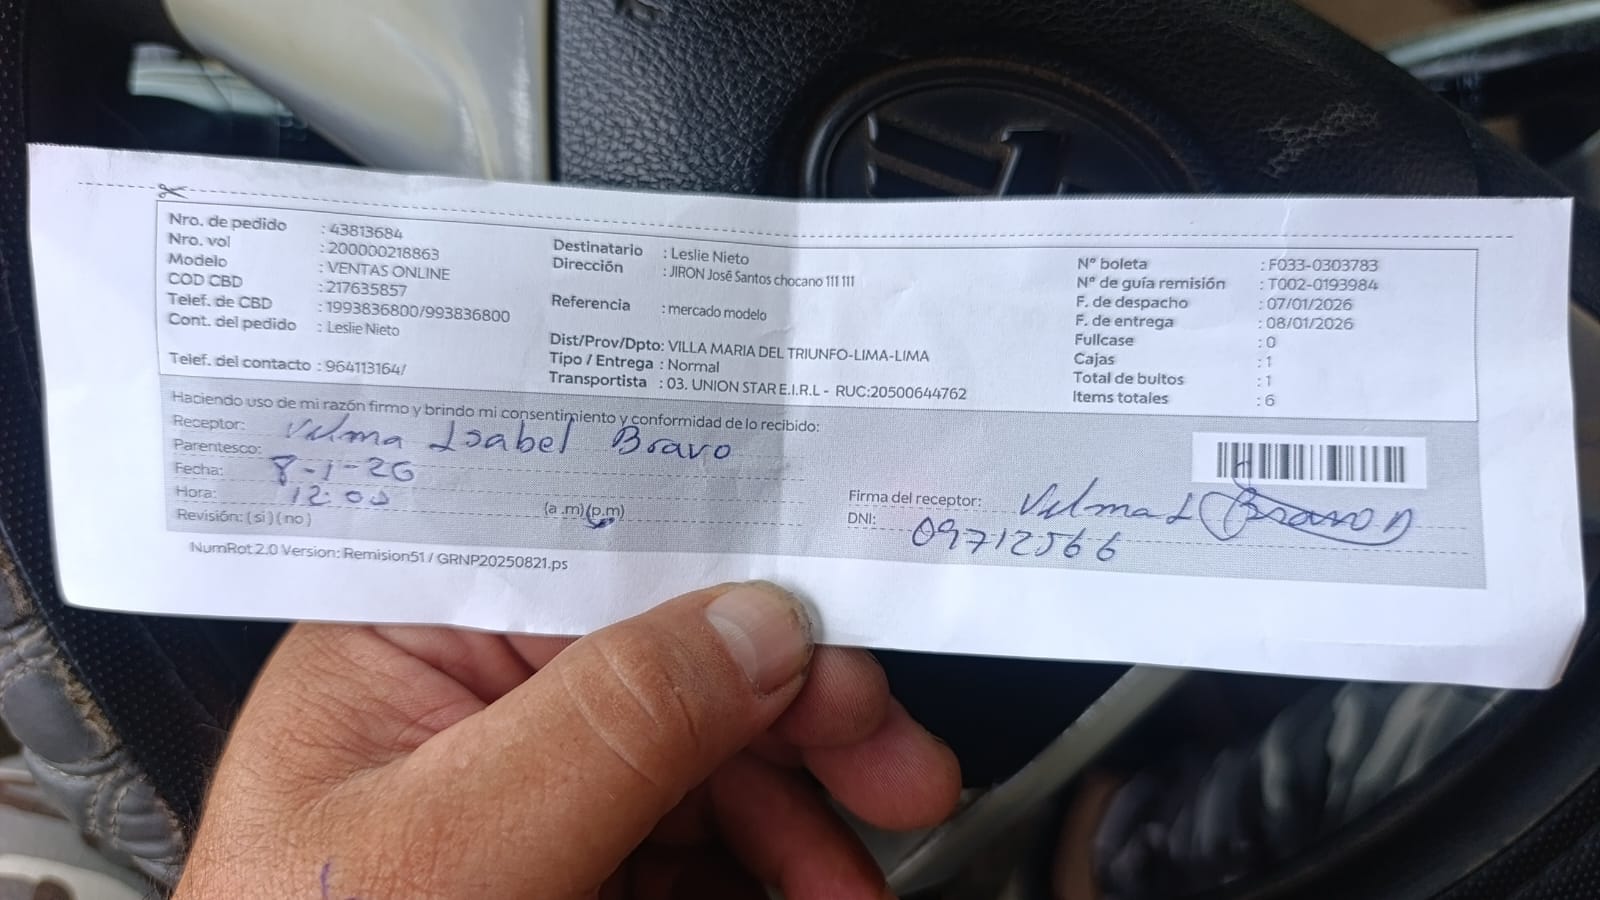 Nro. de pedido : 43813684
Nro. vol : 200000218863
Modelo : VENTAS ONLINE
COD CBD : 217635857
Telef. de CBD : 1993836800/993836800
Cont. del pedido : Leslie Nieto
Telef. del contacto : 964113164/
Destinatario : Leslie Nieto
Dirección : JIRON José Santos chocano 111 111
Referencia : mercado modelo
Dist/Prov/Dpto: VILLA MARIA DEL TRIUNFO-LIMA-LIMA
Tipo / Entrega : Normal
Transportista : 03. UNION STAR E.I.R.L - RUC:20500644762
N° boleta : F033-0303783
N° de guía remisión : T002-0193984
F. de despacho : 07/01/2026
F. de entrega : 08/01/2026
Fullcase : 0
Cajas : 1
Total de bultos : 1
Items totales : 6
Haciendo uso de mi razón firmo y brindo mi consentimiento y conformidad de lo recibido:
Receptor: Vilma Isabel Bravo
Parentesco:
Fecha: 8-1-26
Hora: 12:00 (a .m)(p.m)
Revisión: ( si ) ( no )
Firma del receptor: Vilma I Bravo D
DNI: 09712566
NumRot 2.0 Version: Remision51 / GRNP20250821.ps